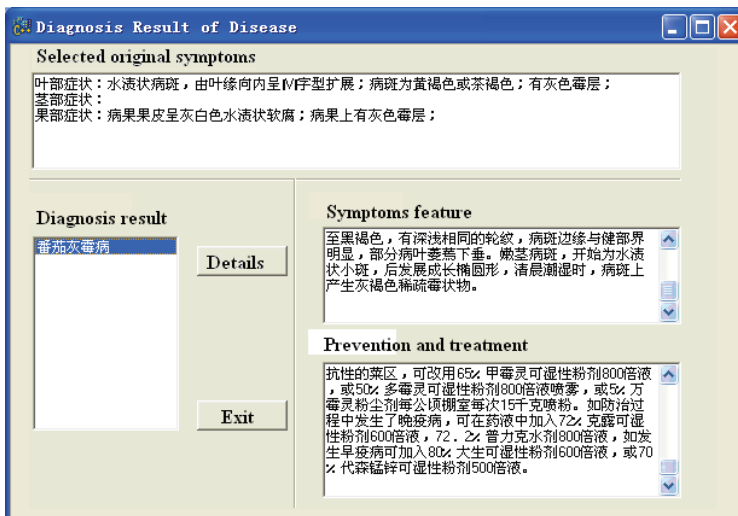 Diagnosis Result of Disease
Selected original symptoms
叶部症状：水渍状病斑，由叶缘向内呈IV字型扩展；病斑为黄褐色或茶褐色；有灰色霉层；
茎部症状：
果部症状：病果果皮呈灰白色水渍状软腐；病果上有灰色霉层；
Diagnosis result
番茄灰霉病
Details
Exit
Symptoms feature
至黑褐色，有深浅相同的轮纹，病斑边缘与健部界
明显，部分病叶萎蔫下垂。嫩茎病斑，开始为水渍
状小斑，后发展成长椭圆形，清晨潮湿时，病斑上
产生灰褐色稀疏霉状物。
Prevention and treatment
抗性的菜区，可改用65% 甲霉灵可湿性粉剂800倍液
，或50% 多霉灵可湿性粉剂800倍液喷雾，或5% 万
霉灵粉尘剂每公顷棚室每次15千克喷粉。如防治过
程中发生了晚疫病，可在药液中加入72% 克露可湿
性粉剂600倍液，72．2% 普力克水剂800倍液，如发
生早疫病可加入80% 大生可湿性粉剂600倍液，或70
% 代森锰锌可湿性粉剂500倍液。